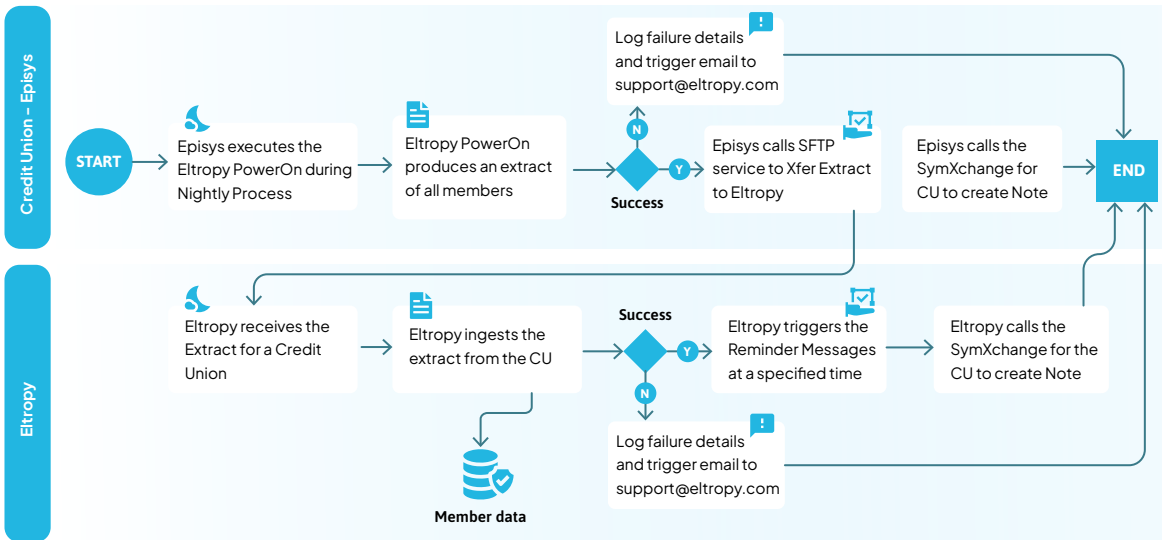 Credit Union – Episys
START
Episys executes the
Eltropy PowerOn during
Nightly Process
Eltropy PowerOn
produces an extract
of all members
Log failure details
and trigger email to
support@eltropy.com
N
Y
Success
Episys calls SFTP
service to Xfer Extract
to Eltropy
Episys calls the
SymXchange for
CU to create Note
END
Eltropy
Eltropy receives the
Extract for a Credit
Union
Eltropy ingests the
extract from the CU
Member data
Success
Y
N
Eltropy triggers the
Reminder Messages
at a specified time
Eltropy calls the
SymXchange for the
CU to create Note
Log failure details
and trigger email to
support@eltropy.com